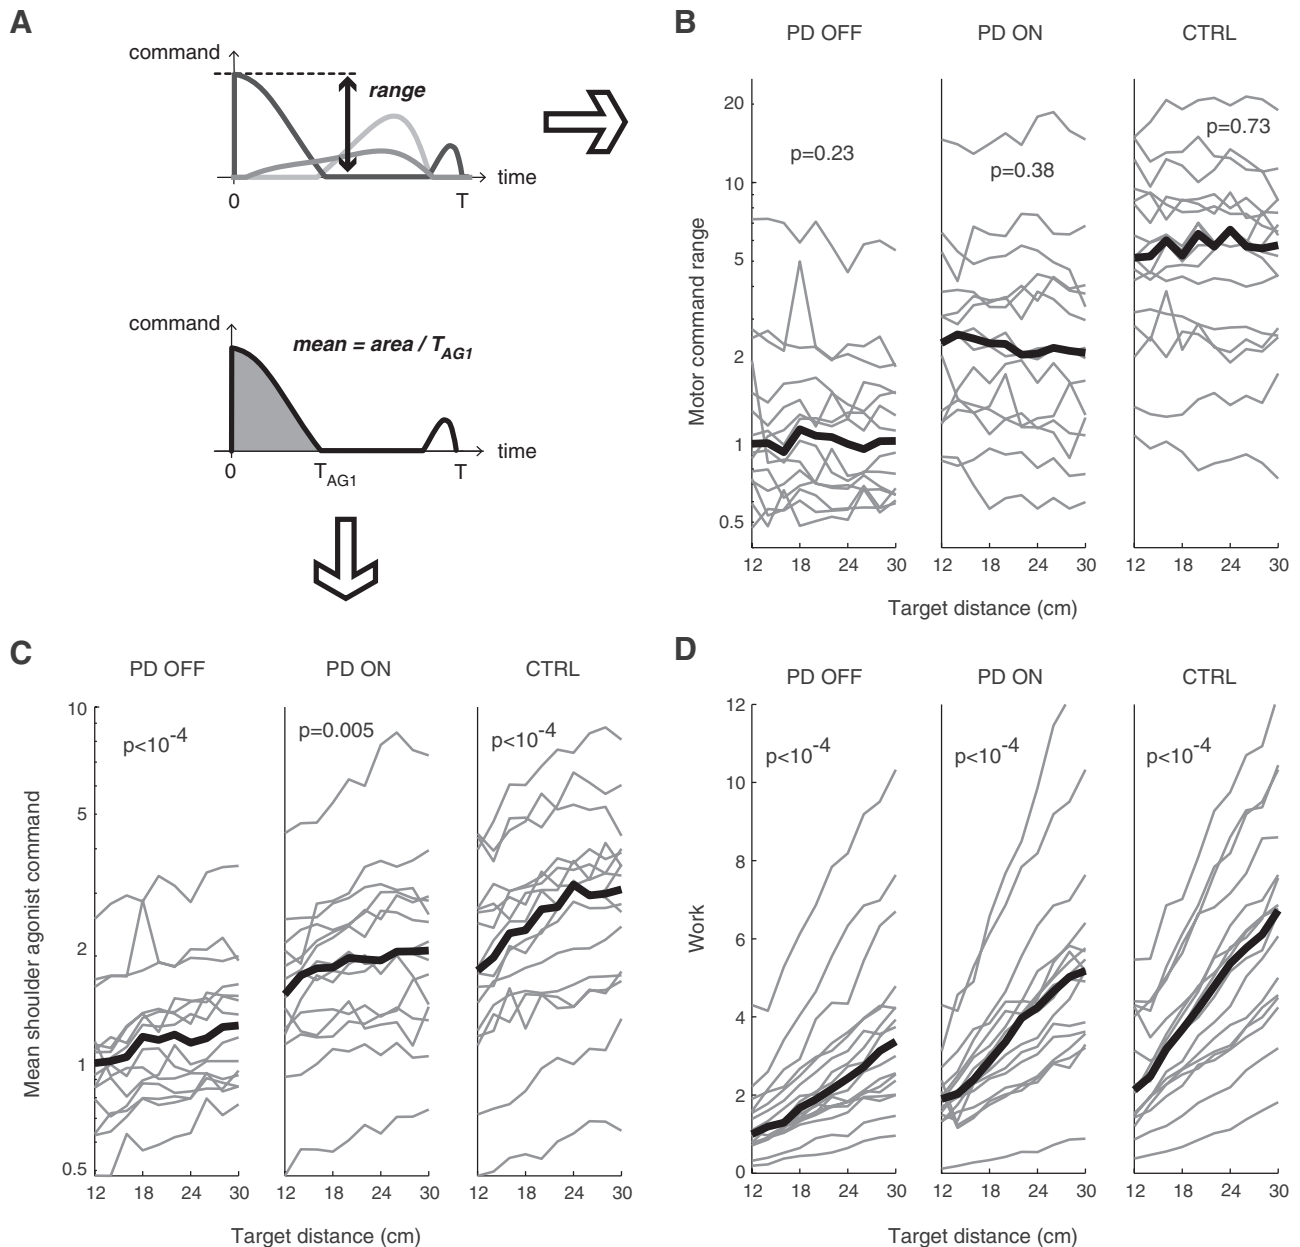 A
command
range
time
0
T
command
mean = area / TAG1
time
0
TAG1
T
B
PD OFF
PD ON
CTRL
Motor command range
20
10
5
2
1
0.5
p=0.23
p=0.38
p=0.73
12 18 24 30
12 18 24 30
12 18 24 30
Target distance (cm)
C
PD OFF
PD ON
CTRL
Mean shoulder agonist command
10
5
2
1
0.5
p<10-4
p=0.005
p<10-4
12 18 24 30
12 18 24 30
12 18 24 30
Target distance (cm)
D
PD OFF
PD ON
CTRL
Work
12
10
8
6
4
2
0
p<10-4
p<10-4
p<10-4
12 18 24 30
12 18 24 30
12 18 24 30
Target distance (cm)